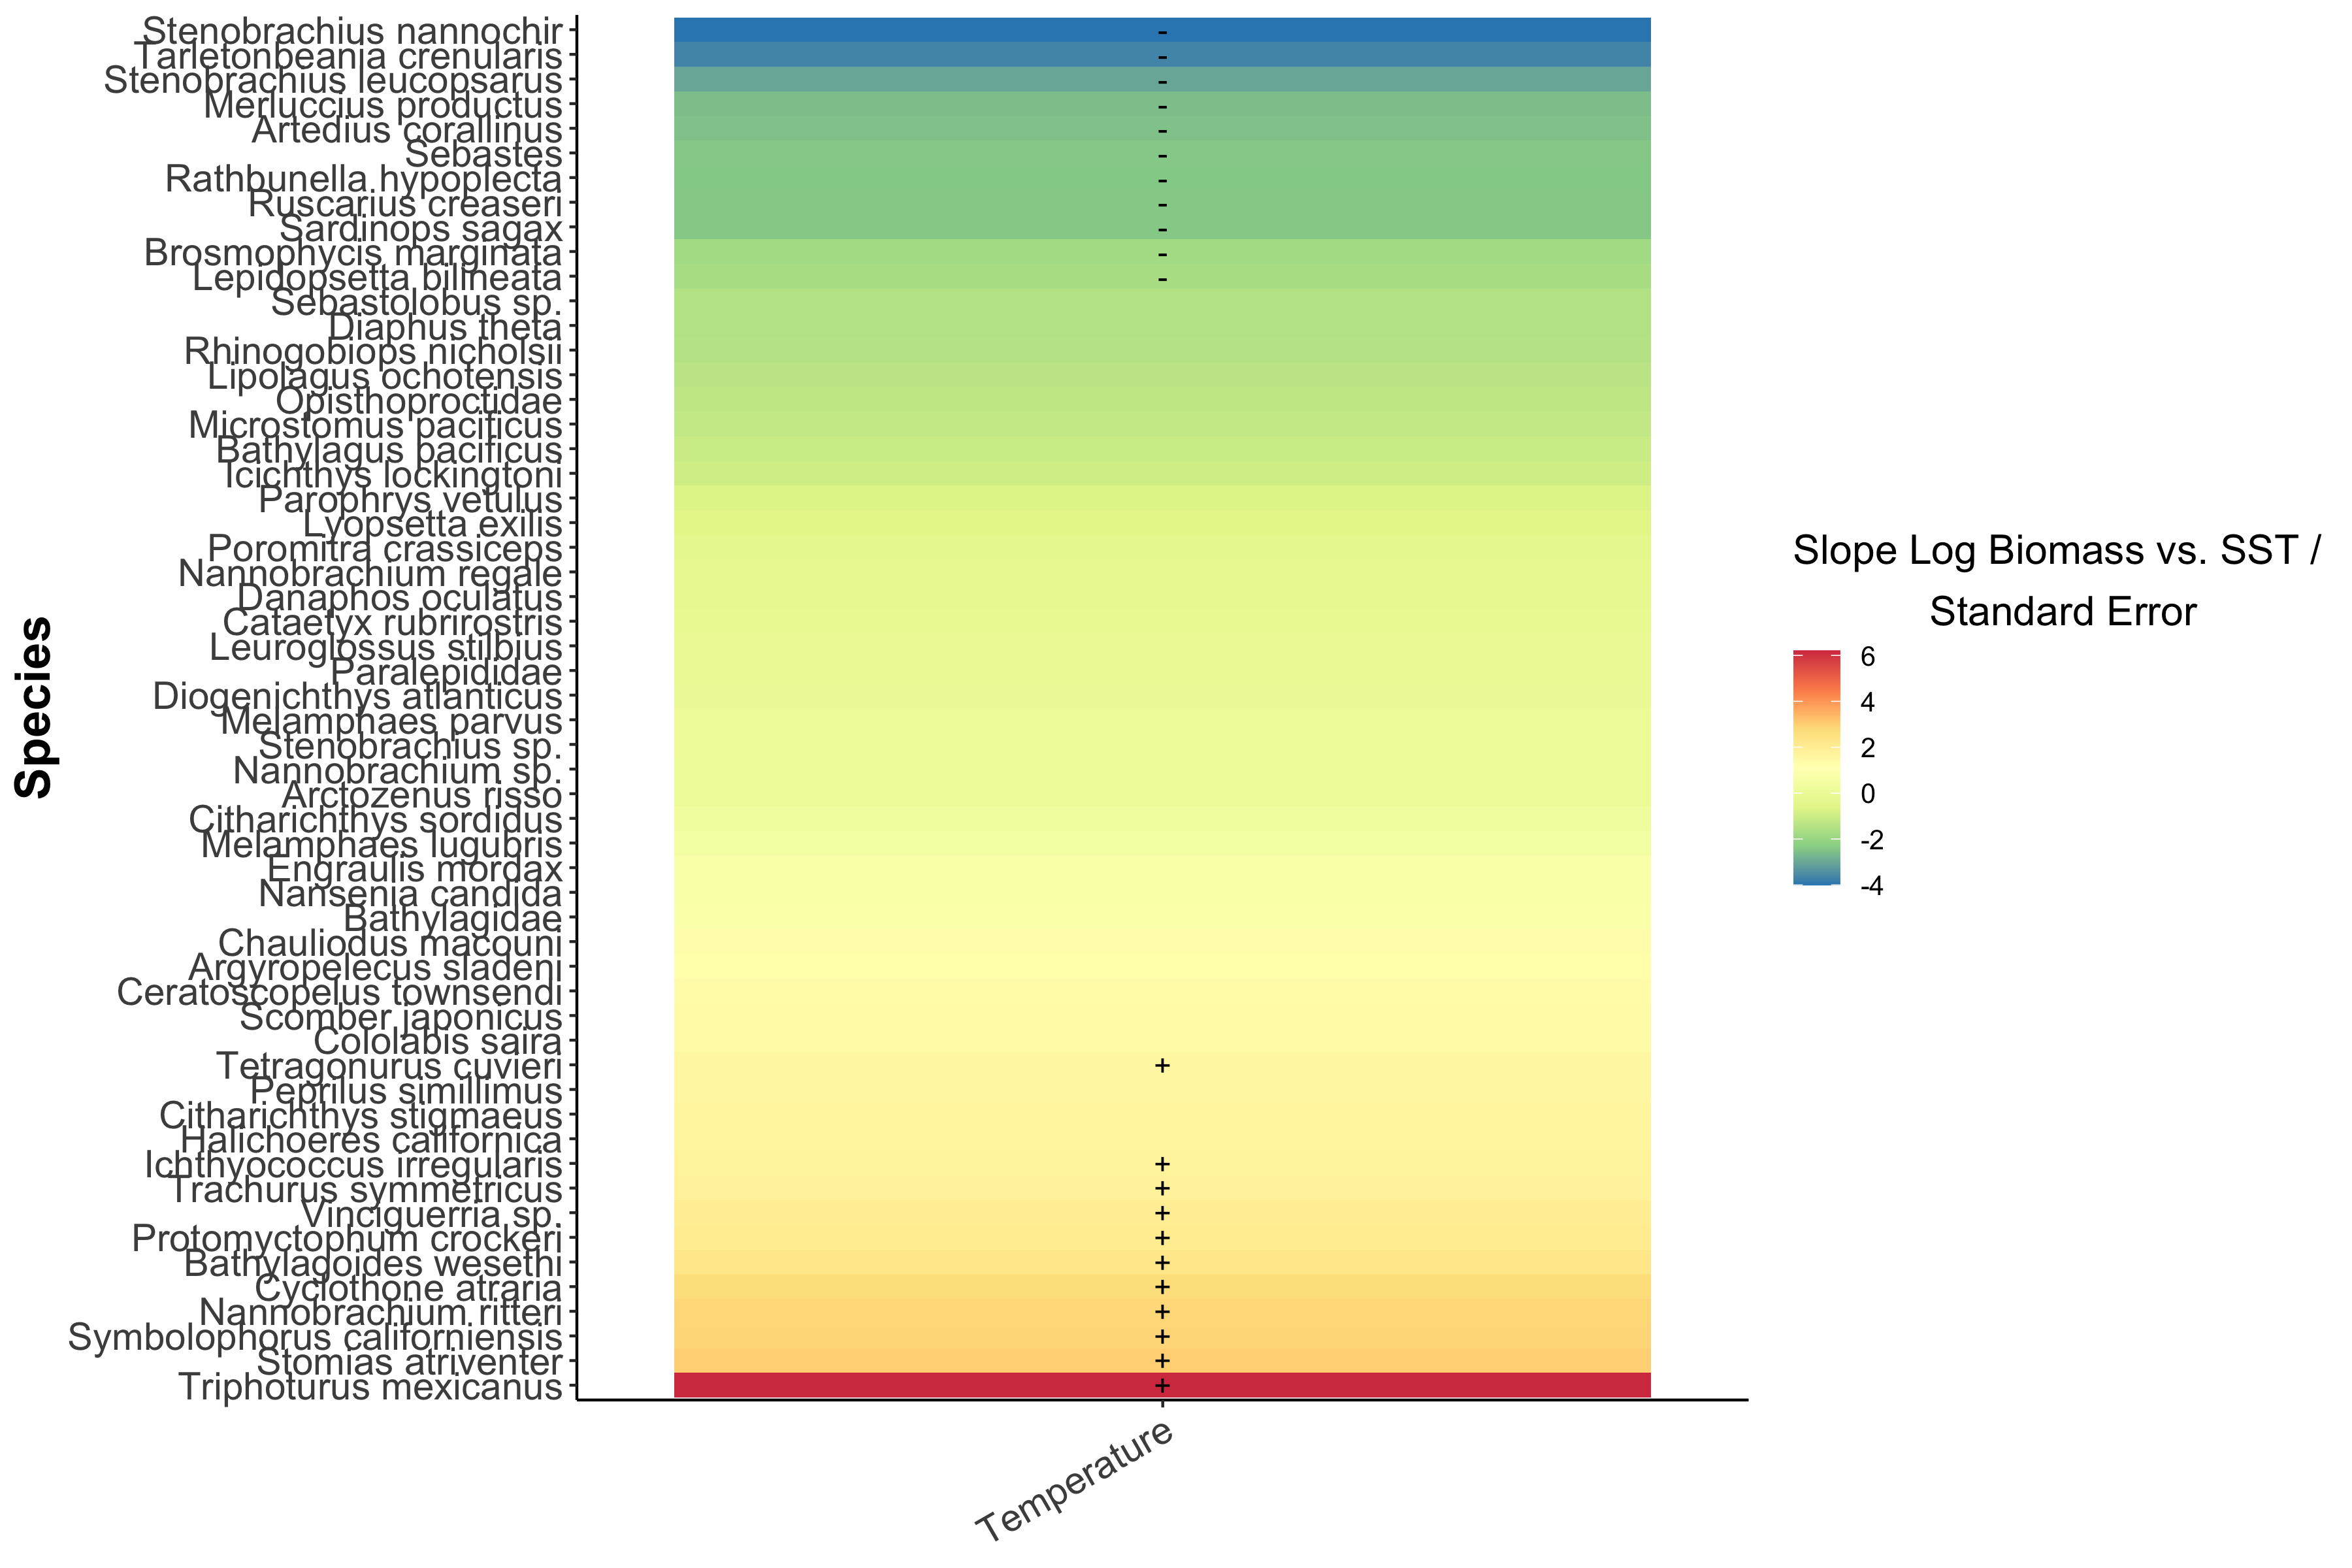 Stenobrachius nannochir
Tarletonbeania crenularis
Stenobrachius leucopsarus
Merluccius productus
Artedius corallinus
Sebastes
Rathbunella hypoplecta
Ruscarius creaseri
Sardinops sagax
Brosmophycis marginata
Lepidopsetta bilineata
Sebastolobus sp.
Diaphus theta
Rhinogobiops nicholsii
Lipolagus ochotensis
Opisthoproctidae
Microstomus pacificus
Bathylagus pacificus
Icichthys lockingtoni
Parophrys vetulus
Lyopsetta exilis
Poromitra crassiceps
Nannobrachium regale
Danaphos oculatus
Cataetyx rubrirostris
Leuroglossus stilbius
Paralepididae
Diogenichthys atlanticus
Melamphaes parvus
Stenobrachius sp.
Nannobrachium sp.
Arctozenus risso
Citharichthys sordidus
Melamphaes lugubris
Engraulis mordax
Nansenia candida
Bathylagidae
Chauliodus macouni
Argyropelecus sladeni
Ceratoscopelus townsendi
Scomber japonicus
Cololabis saira
Tetragonurus cuvieri
Peprilus simillimus
Citharichthys stigmaeus
Halichoeres californica
Ichthyococcus irregularis
Trachurus symmetricus
Vinciguerria sp.
Protomyctophum crockeri
Bathylagoides wesethi
Cyclothone atraria
Nannobrachium ritteri
Symbolophorus californiensis
Stomias atriventer
Triphoturus mexicanus
Species
-
-
-
-
-
-
-
-
-
-
-
+
+
+
+
+
+
+
+
+
+
+
Temperature
Slope Log Biomass vs. SST /
Standard Error
6
4
2
0
-2
-4